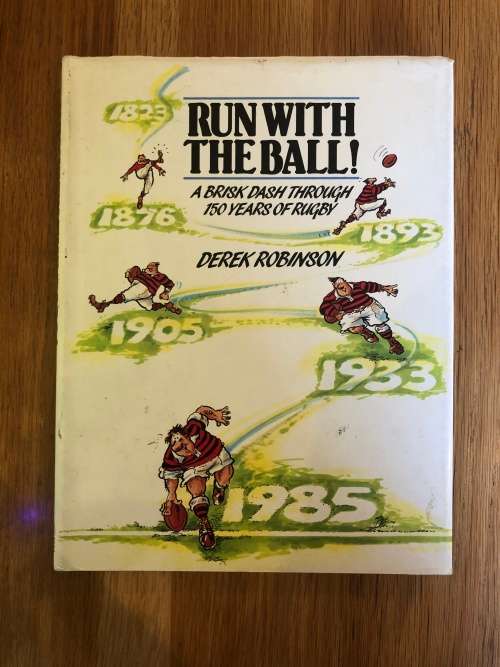 1823
RUN WITH
THE BALL!
A BRISK DASH THROUGH
150 YEARS OF RUGBY
1876
1893
DEREK ROBINSON
1905
1933
1985